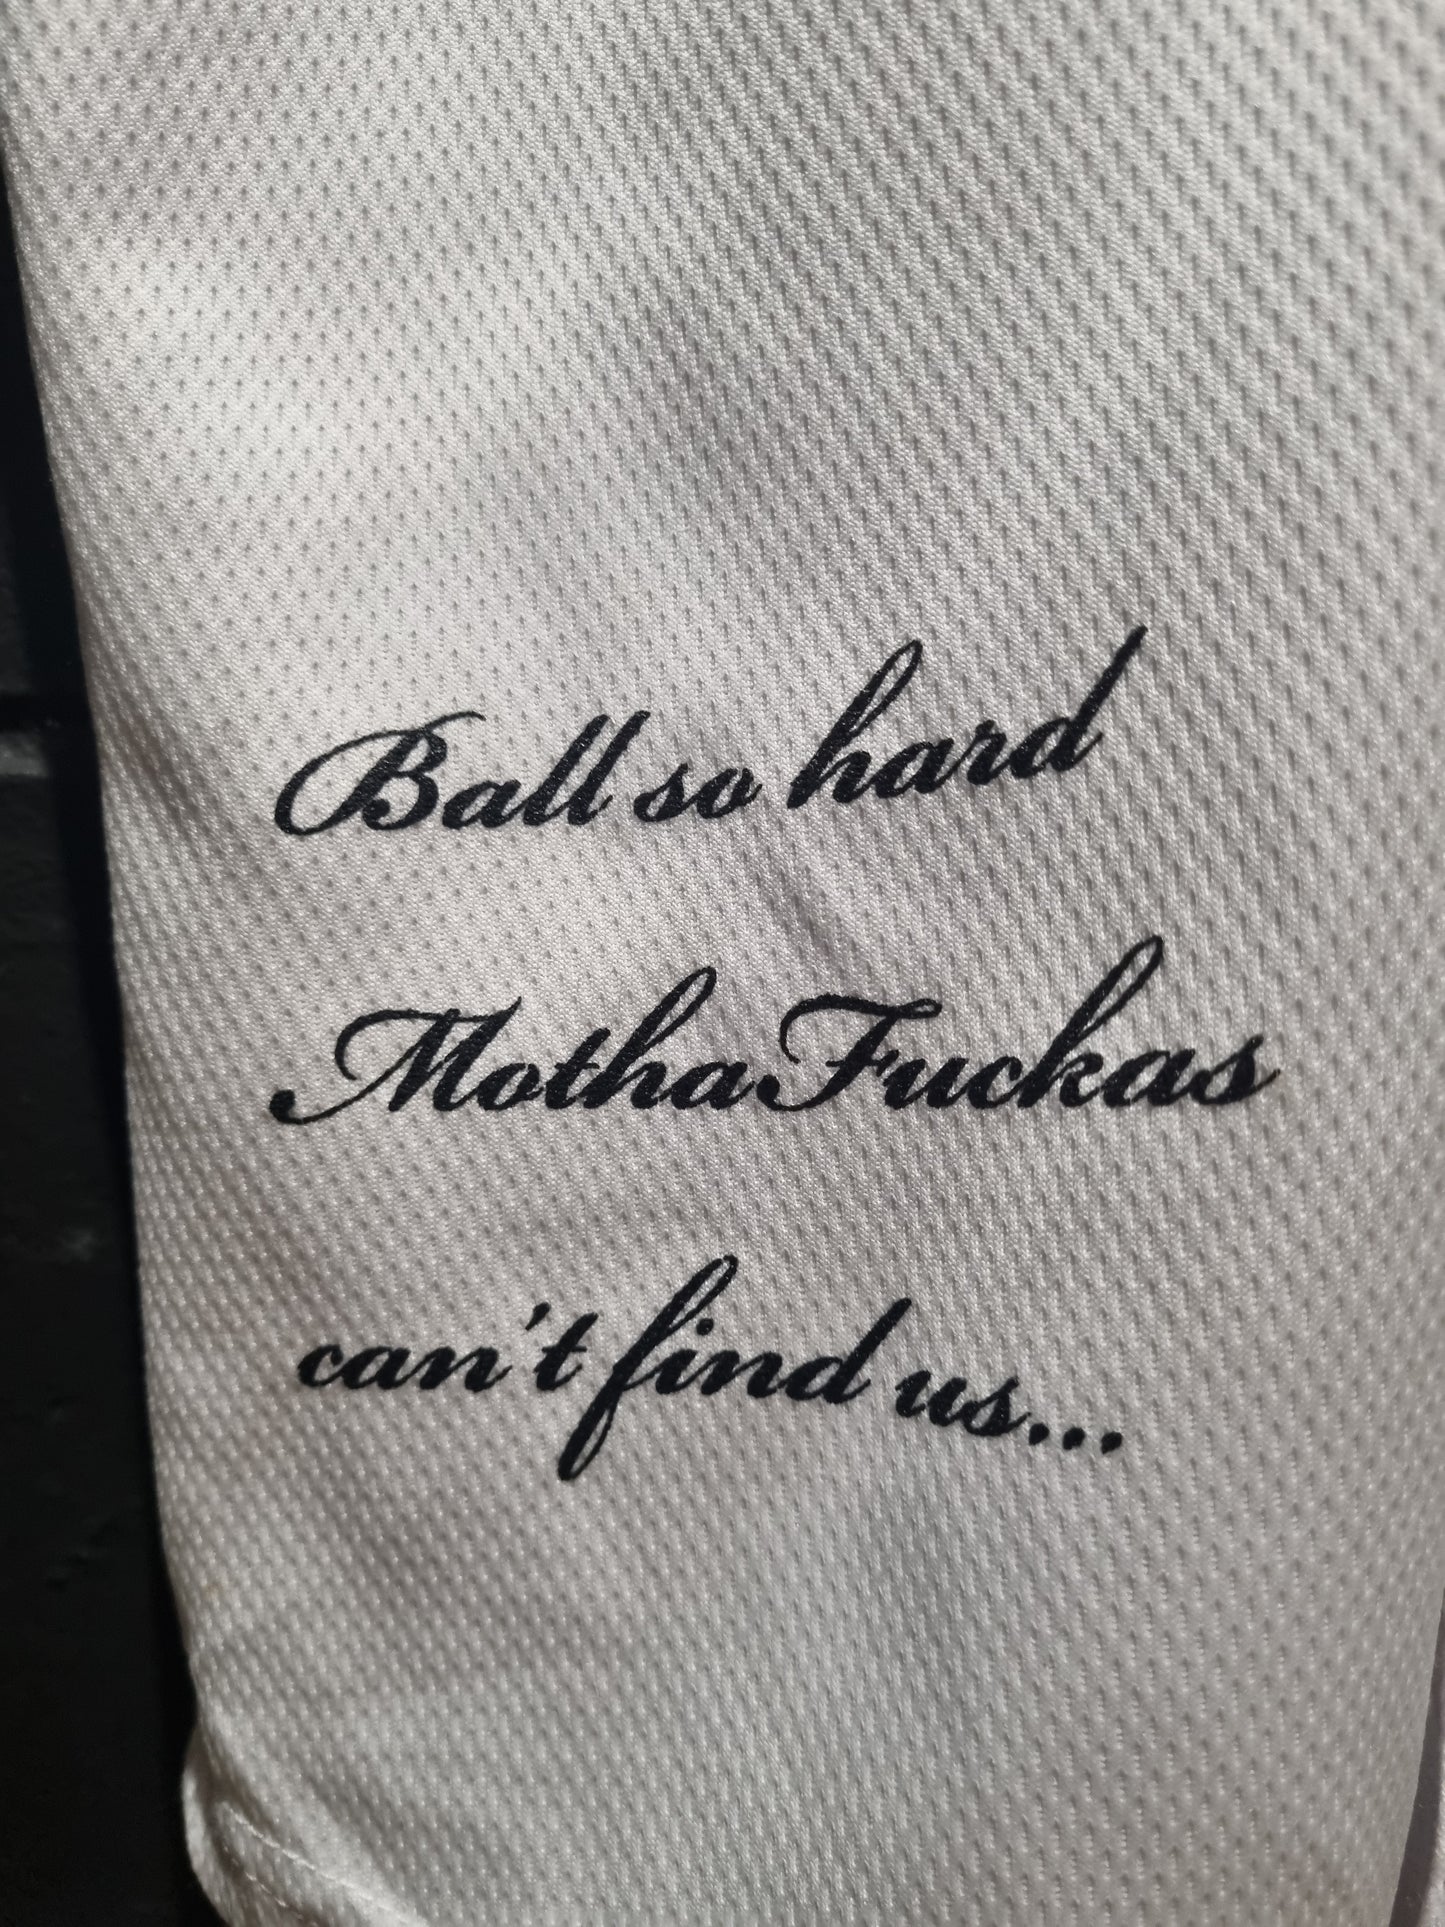 Ball so hard
MothaFuckas
can't find us...